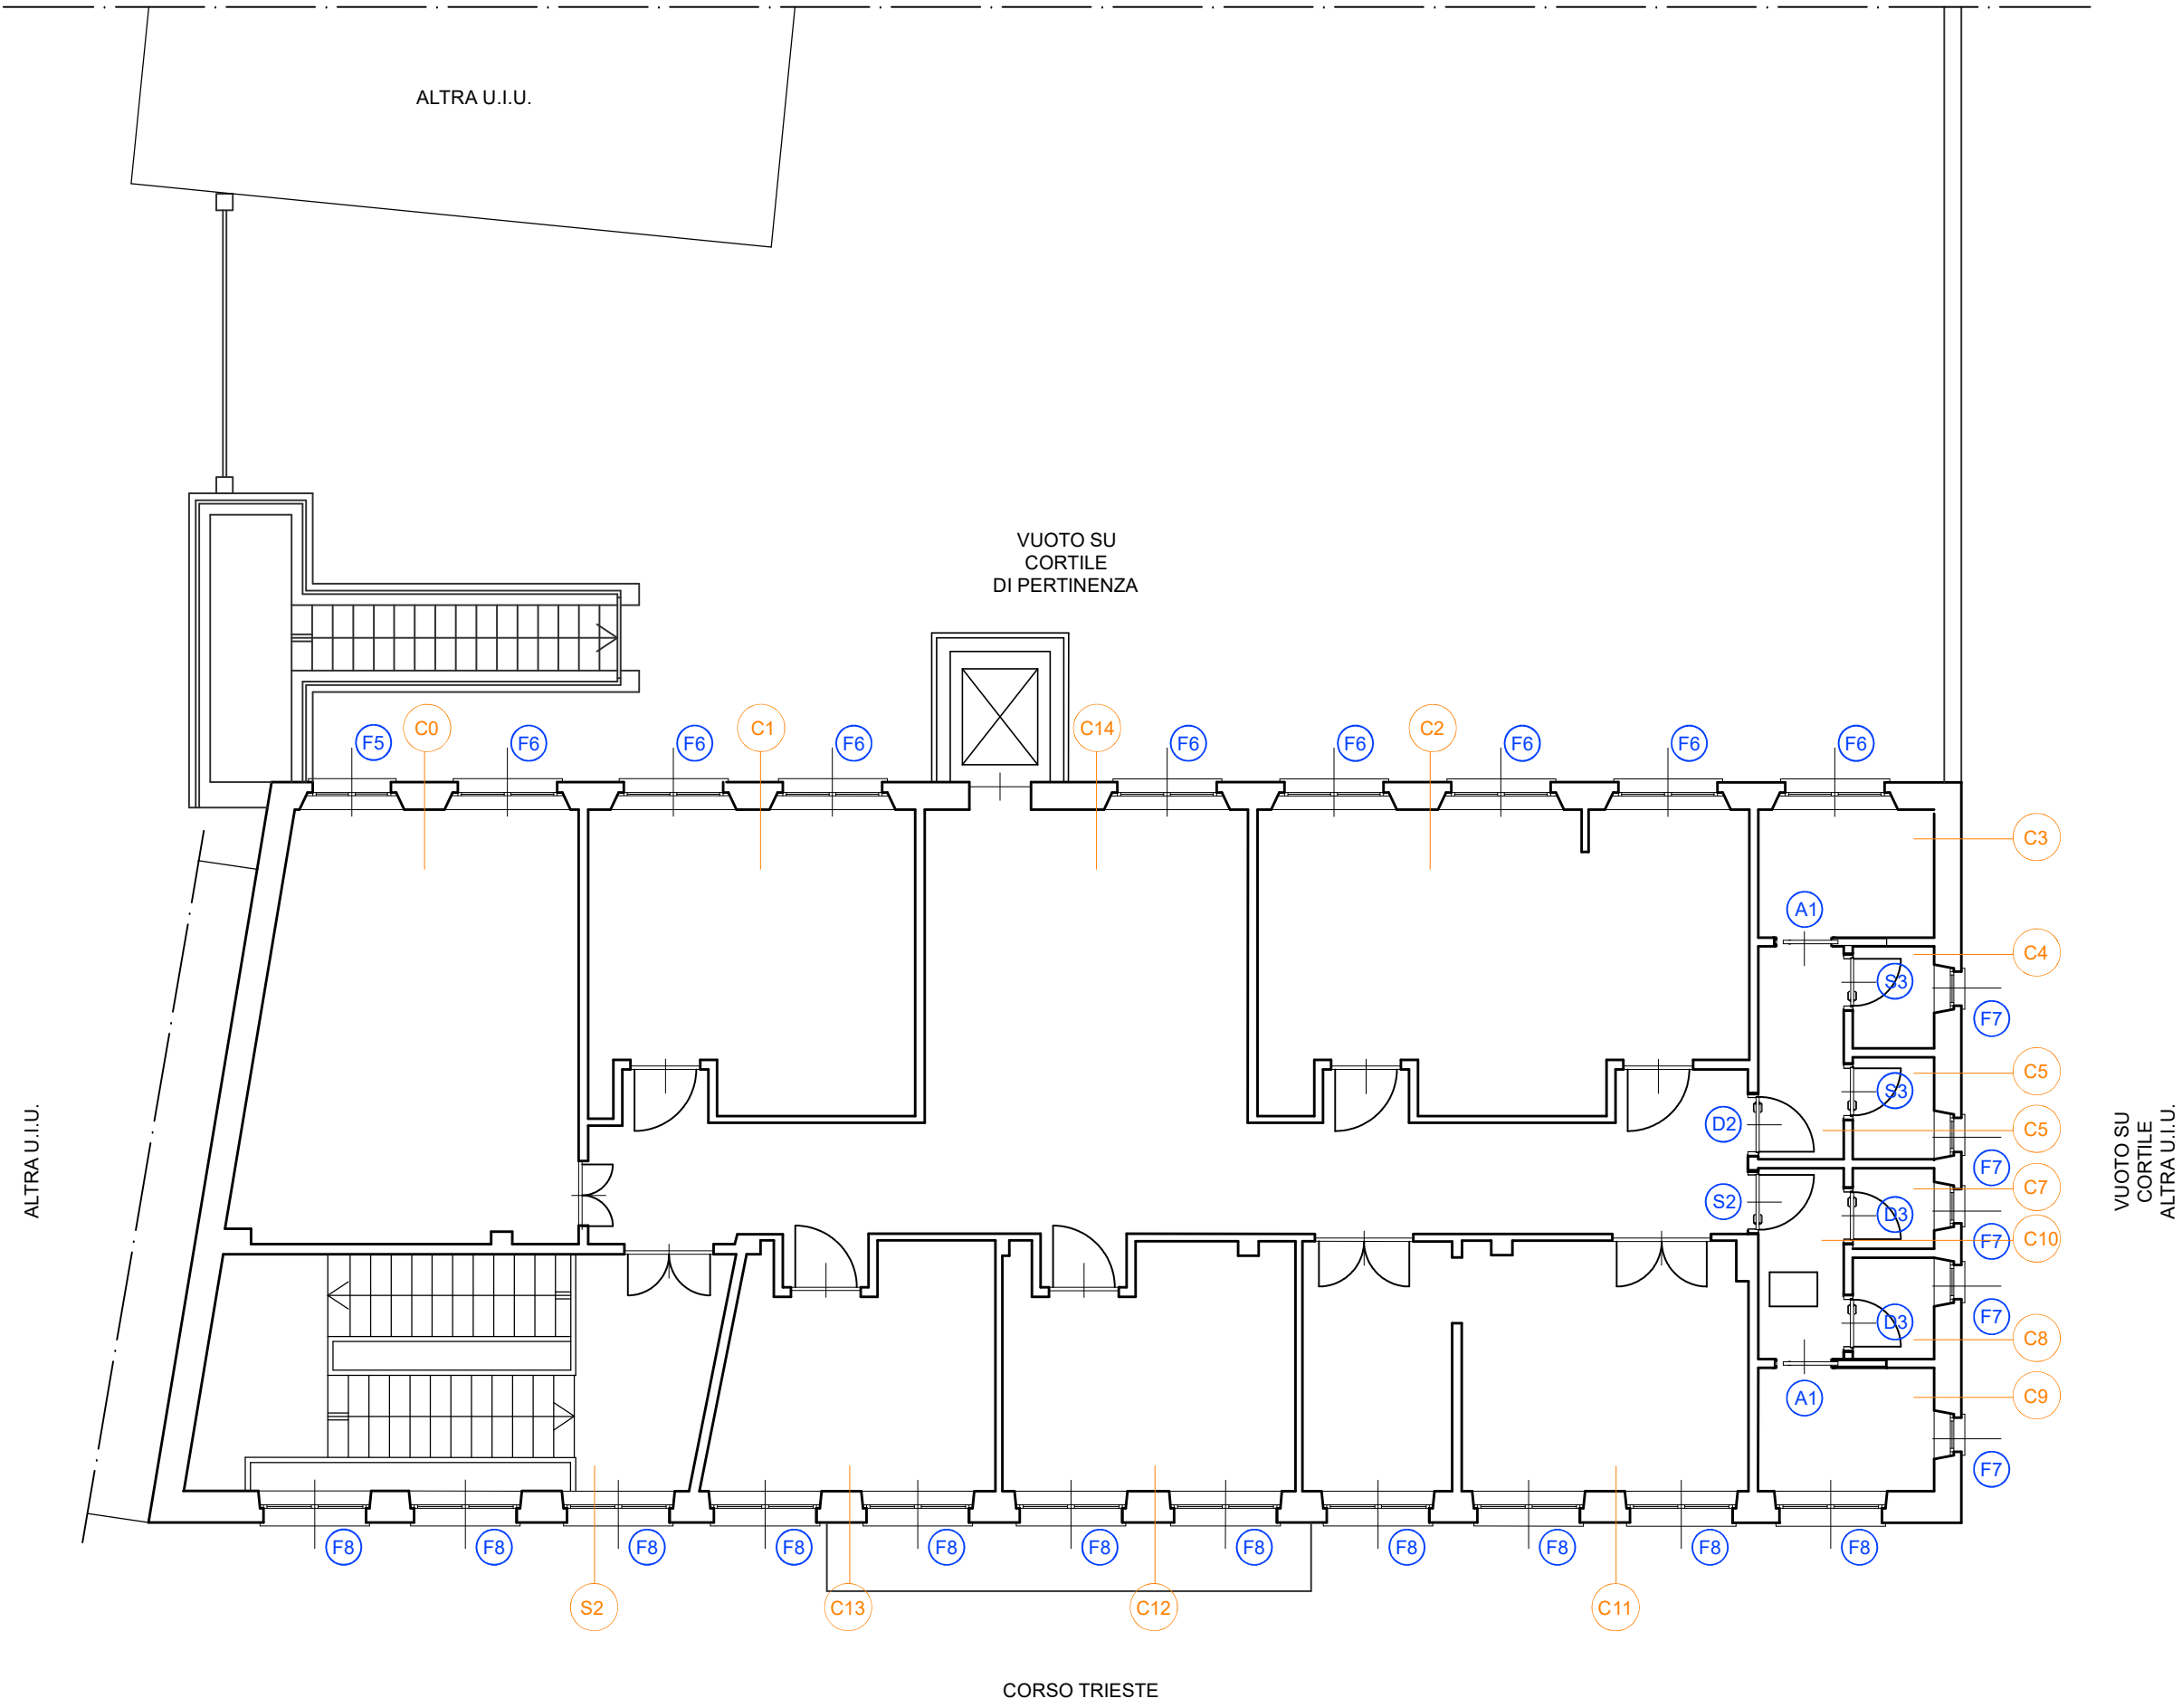 ALTRA U.I.U.
VUOTO SU
CORTILE
DI PERTINENZA
F5
C0
F6
F6
C1
F6
C14
F6
F6
C2
F6
F6
F6
C3
A1
C4
S3
F7
C5
S3
D2
C5
F7
S2
C7
D3
F7
C10
F7
D3
C8
A1
C9
F7
ALTRA U.I.U.
VUOTO SU
CORTILE
ALTRA U.I.U.
F8
F8
F8
F8
F8
F8
F8
F8
F8
F8
F8
S2
C13
C12
C11
CORSO TRIESTE